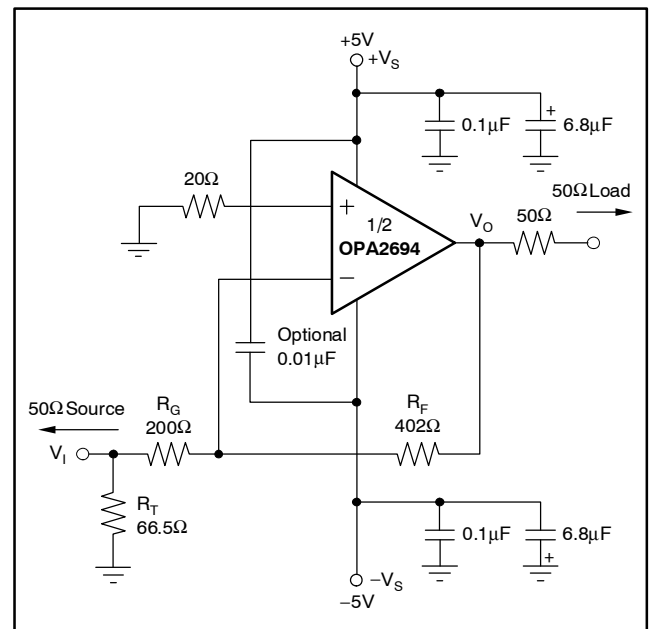 +5V
+V_S
0.1μF
6.8μF
+
20Ω
50Ω Load
+
1/2
OPA2694
−
V_O
50Ω
Optional
0.01μF
50Ω Source
R_G
200Ω
R_F
402Ω
V_I
R_T
66.5Ω
0.1μF
6.8μF
+
−V_S
−5V